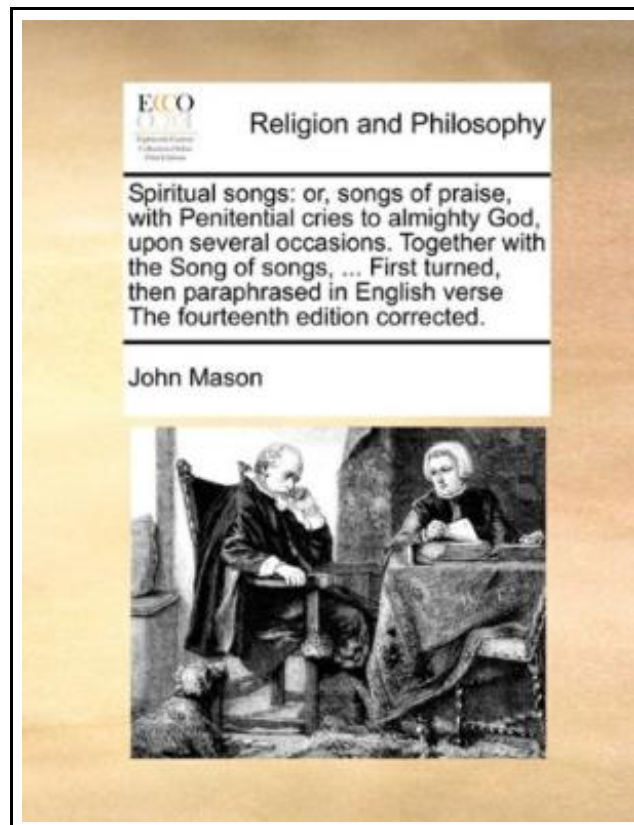 ECCO
Religion and Philosophy
Spiritual songs: or, songs of praise,
with Penitential cries to almighty God,
upon several occasions. Together with
the Song of songs, ... First turned,
then paraphrased in English verse
The fourteenth edition corrected.
John Mason